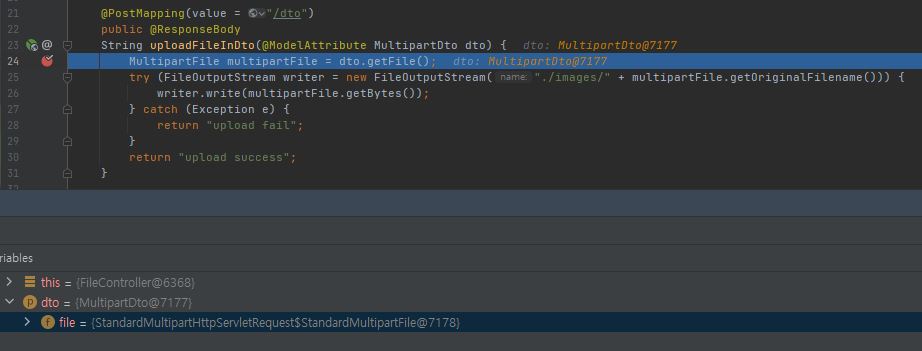 21 @PostMapping(value = "/dto")
22 public @ResponseBody
23 @ String uploadFileInDto(@ModelAttribute MultipartDto dto) { dto: MultipartDto@7177
24 MultipartFile multipartFile = dto.getFile(); dto: MultipartDto@7177
25 try (FileOutputStream writer = new FileOutputStream( name: "./images/" + multipartFile.getOriginalFilename())) {
26 writer.write(multipartFile.getBytes());
27 } catch (Exception e) {
28 return "upload fail";
29 }
30 return "upload success";
31 }
32
riables
this = {FileController@6368}
p dto = {MultipartDto@7177}
f file = {StandardMultipartHttpServletRequest$StandardMultipartFile@7178}